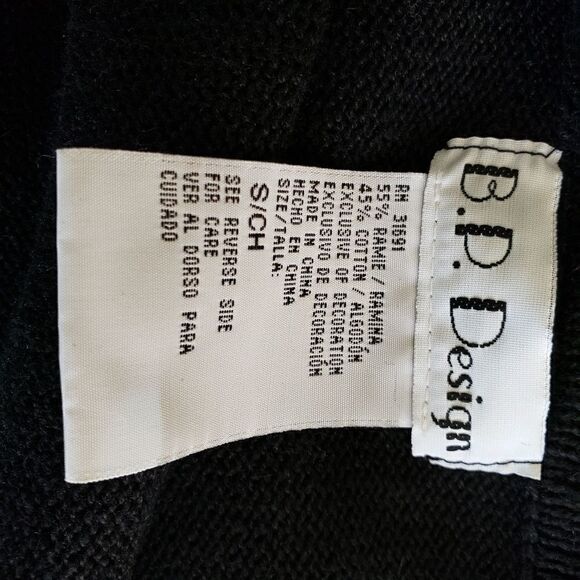 B.D. Design
RN 31691
55% RAMIE/RAMINA
45% COTTON/ALGODÓN
EXCLUSIVE OF DECORATION
EXCLUSIVO DE DECORACIÓN
MADE IN CHINA
HECHO EN CHINA
SIZE/TALLA:
S/CH
SEE REVERSE SIDE
FOR CARE
VER AL DORSO PARA
CUIDADO